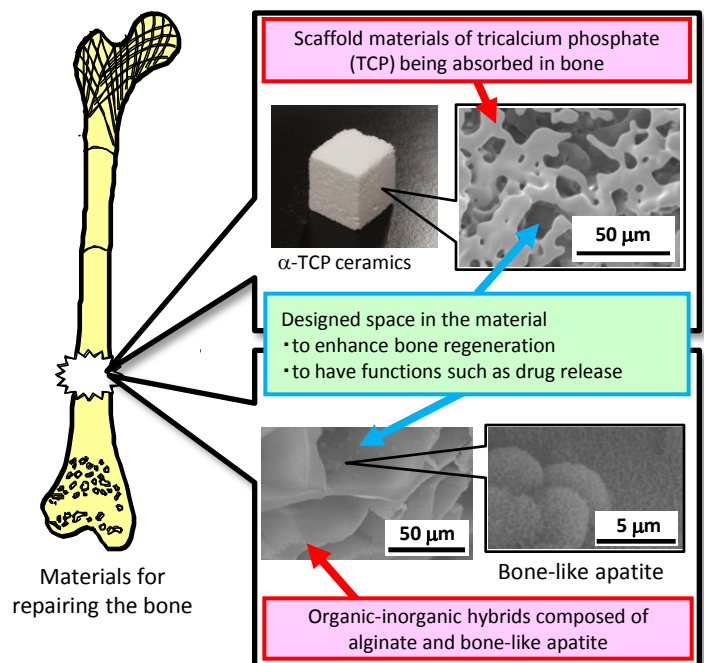 Scaffold materials of tricalcium phosphate
(TCP) being absorbed in bone
50 μm
α-TCP ceramics
Designed space in the material
・to enhance bone regeneration
・to have functions such as drug release
50 μm
5 μm
Bone-like apatite
Materials for
repairing the bone
Organic-inorganic hybrids composed of
alginate and bone-like apatite